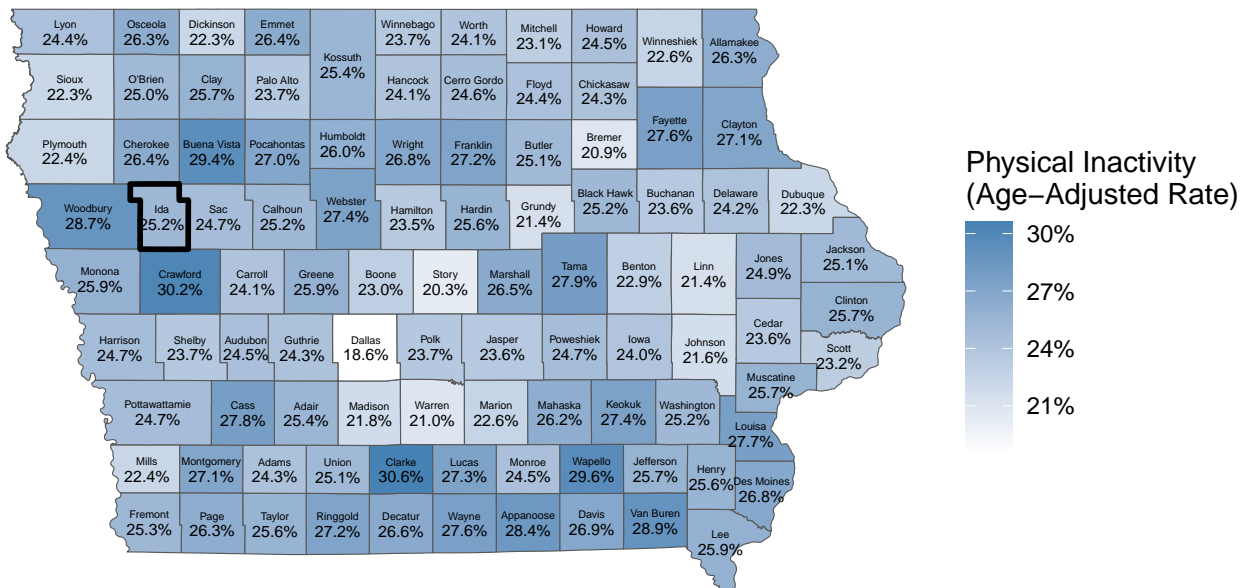 Lyon
24.4%
Osceola
26.3%
Dickinson
22.3%
Emmet
26.4%
Kossuth
25.4%
Winnebago
23.7%
Worth
24.1%
Mitchell
23.1%
Howard
24.5%
Winneshiek
22.6%
Allamakee
26.3%
Sioux
22.3%
O'Brien
25.0%
Clay
25.7%
Palo Alto
23.7%
Hancock
24.1%
Cerro Gordo
24.6%
Floyd
24.4%
Chickasaw
24.3%
Fayette
27.6%
Clayton
27.1%
Plymouth
22.4%
Cherokee
26.4%
Buena Vista
29.4%
Pocahontas
27.0%
Humboldt
26.0%
Wright
26.8%
Franklin
27.2%
Butler
25.1%
Bremer
20.9%
Woodbury
28.7%
Ida
25.2%
Sac
24.7%
Calhoun
25.2%
Webster
27.4%
Hamilton
23.5%
Hardin
25.6%
Grundy
21.4%
Black Hawk
25.2%
Buchanan
23.6%
Delaware
24.2%
Dubuque
22.3%
Monona
25.9%
Crawford
30.2%
Carroll
24.1%
Greene
25.9%
Boone
23.0%
Story
20.3%
Marshall
26.5%
Tama
27.9%
Benton
22.9%
Linn
21.4%
Jones
24.9%
Jackson
25.1%
Clinton
25.7%
Harrison
24.7%
Shelby
23.7%
Audubon
24.5%
Guthrie
24.3%
Dallas
18.6%
Polk
23.7%
Jasper
23.6%
Poweshiek
24.7%
Iowa
24.0%
Johnson
21.6%
Cedar
23.6%
Scott
23.2%
Muscatine
25.7%
Pottawattamie
24.7%
Cass
27.8%
Adair
25.4%
Madison
21.8%
Warren
21.0%
Marion
22.6%
Mahaska
26.2%
Keokuk
27.4%
Washington
25.2%
Louisa
27.7%
Mills
22.4%
Montgomery
27.1%
Adams
24.3%
Union
25.1%
Clarke
30.6%
Lucas
27.3%
Monroe
24.5%
Wapello
29.6%
Jefferson
25.7%
Henry
25.6%
Des Moines
26.8%
Fremont
25.3%
Page
26.3%
Taylor
25.6%
Ringgold
27.2%
Decatur
26.6%
Wayne
27.6%
Appanoose
28.4%
Davis
26.9%
Van Buren
28.9%
Lee
25.9%
Physical Inactivity
(Age−Adjusted Rate)
30%
27%
24%
21%